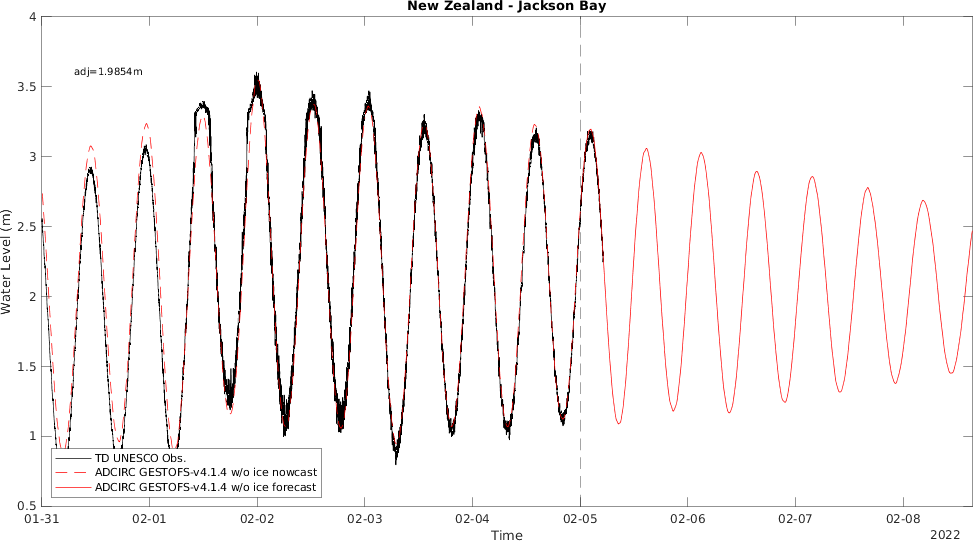 New Zealand - Jackson Bay
adj=1.9854m
4
3.5
3
2.5
2
1.5
1
0.5
Water Level (m)
TD UNESCO Obs.
ADCIRC GESTOFS-v4.1.4 w/o ice nowcast
ADCIRC GESTOFS-v4.1.4 w/o ice forecast
01-31 02-01 02-02 02-03 02-04 02-05 02-06 02-07 02-08
Time
2022